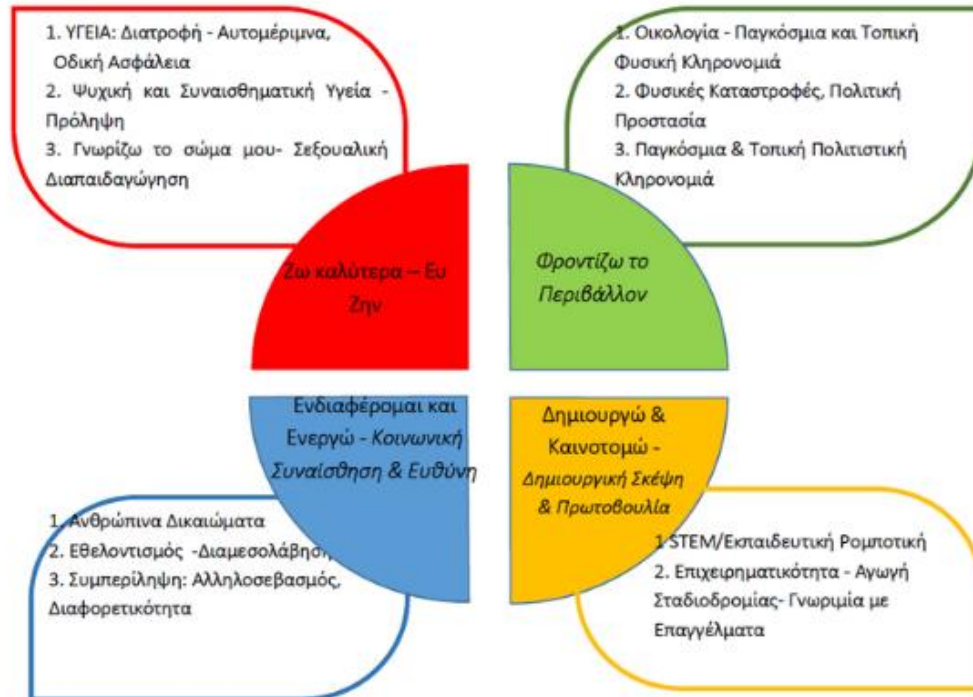 1. ΥΓΕΙΑ: Διατροφή - Αυτομέριμνα,
Οδική Ασφάλεια
2. Ψυχική και Συναισθηματική Υγεία -
Πρόληψη
3. Γνωρίζω το σώμα μου- Σεξουαλική
Διαπαιδαγώγηση
1. Οικολογία - Παγκόσμια και Τοπική
Φυσική Κληρονομιά
2. Φυσικές Καταστροφές, Πολιτική
Προστασία
3. Παγκόσμια & Τοπική Πολιτιστική
Κληρονομιά
Ζω καλύτερα – Ευ
Ζην
Φροντίζω το
Περιβάλλον
Ενδιαφέρομαι και
Ενεργώ - Κοινωνική
Συναίσθηση & Ευθύνη
Δημιουργώ &
Καινοτομώ -
Δημιουργική Σκέψη
& Πρωτοβουλία
1. Ανθρώπινα Δικαιώματα
2. Εθελοντισμός -Διαμεσολάβηση
3. Συμπερίληψη: Αλληλοσεβασμός,
Διαφορετικότητα
1 STEM/Εκπαιδευτική Ρομποτική
2. Επιχειρηματικότητα - Αγωγή
Σταδιοδρομίας- Γνωριμία με
Επαγγέλματα